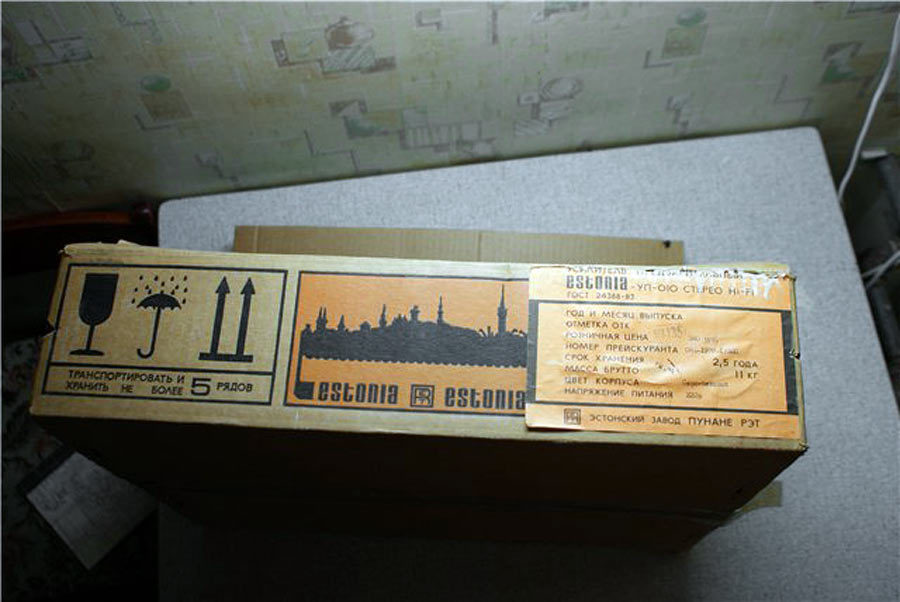 ТРАНСПОРТИРОВАТЬ И
ХРАНИТЬ НЕ БОЛЕЕ 5 РЯДОВ
estonia estonia
УСИЛИТЕЛЬ
estonia - УП-010 СТЕРЕО HI-FI
ГОСТ 24388-83
ГОД И МЕСЯЦ ВЫПУСКА
ОТМЕТКА ОТК
РОЗНИЧНАЯ ЦЕНА
НОМЕР ПРЕЙСКУРАНТА
СРОК ХРАНЕНИЯ 2,5 ГОДА
МАССА БРУТТО 11 КГ
ЦВЕТ КОРПУСА
НАПРЯЖЕНИЕ ПИТАНИЯ
ЭСТОНСКИЙ ЗАВОД ПУНАНЕ РЭТ